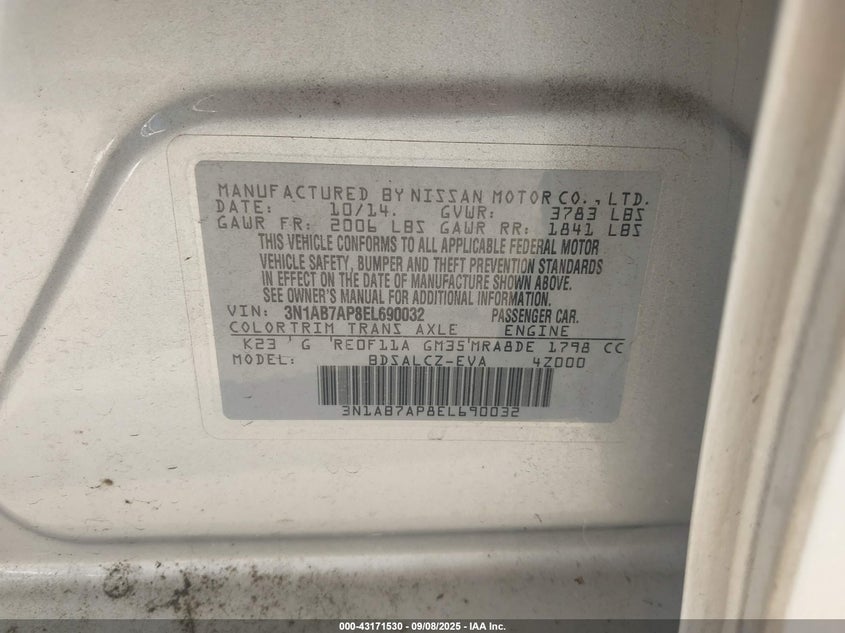 MANUFACTURED BY NISSAN MOTOR CO., LTD.
DATE: 10/14. GVWR: 3783 LBS
GAWR FR: 2006 LBS GAWR RR: 1841 LBS
THIS VEHICLE CONFORMS TO ALL APPLICABLE FEDERAL MOTOR
VEHICLE SAFETY, BUMPER AND THEFT PREVENTION STANDARDS
IN EFFECT ON THE DATE OF MANUFACTURE SHOWN ABOVE.
SEE OWNER'S MANUAL FOR ADDITIONAL INFORMATION.
VIN: 3N1AB7AP8EL690032 PASSENGER CAR.
COLORTRIM TRANS AXLE ENGINE
K23 'G 'RE0F11A GM35'MRA8DE 1798 CC
MODEL: BDSALCZ-EVA 4Z000
3N1AB7AP8EL690032
000-43171530 - 09/08/2025 - IAA Inc.